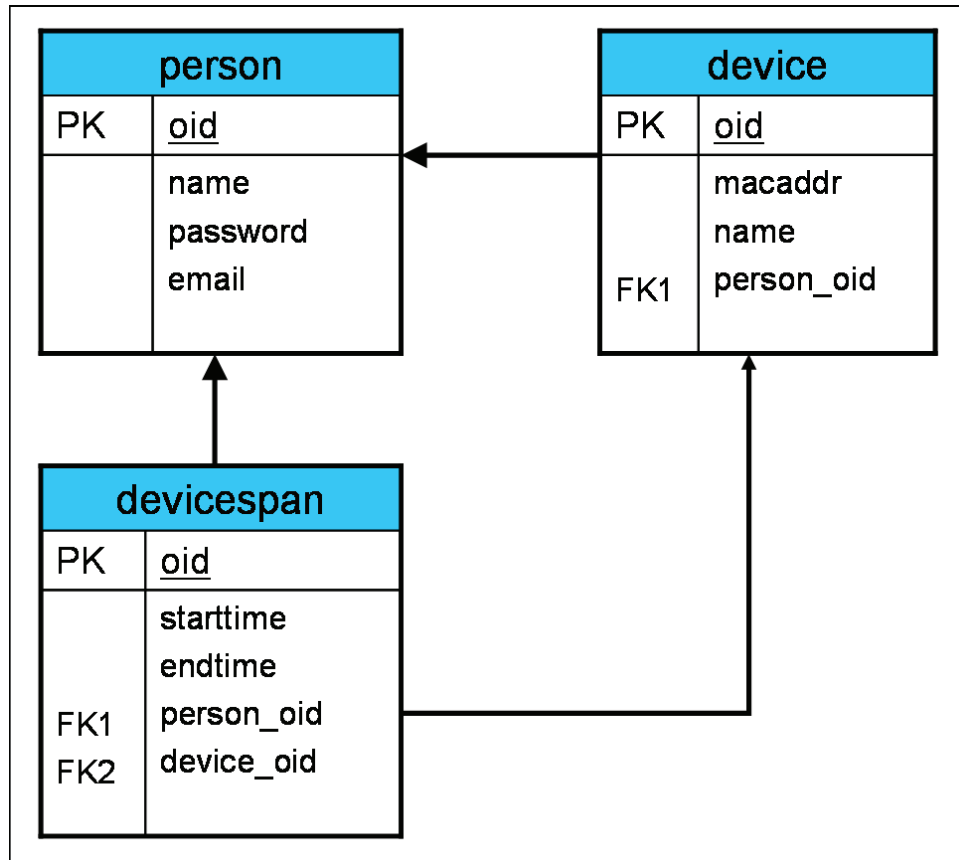 person
PK oid
name
password
email
device
PK oid
macaddr
name
FK1 person_oid
devicespan
PK oid
starttime
endtime
FK1 person_oid
FK2 device_oid